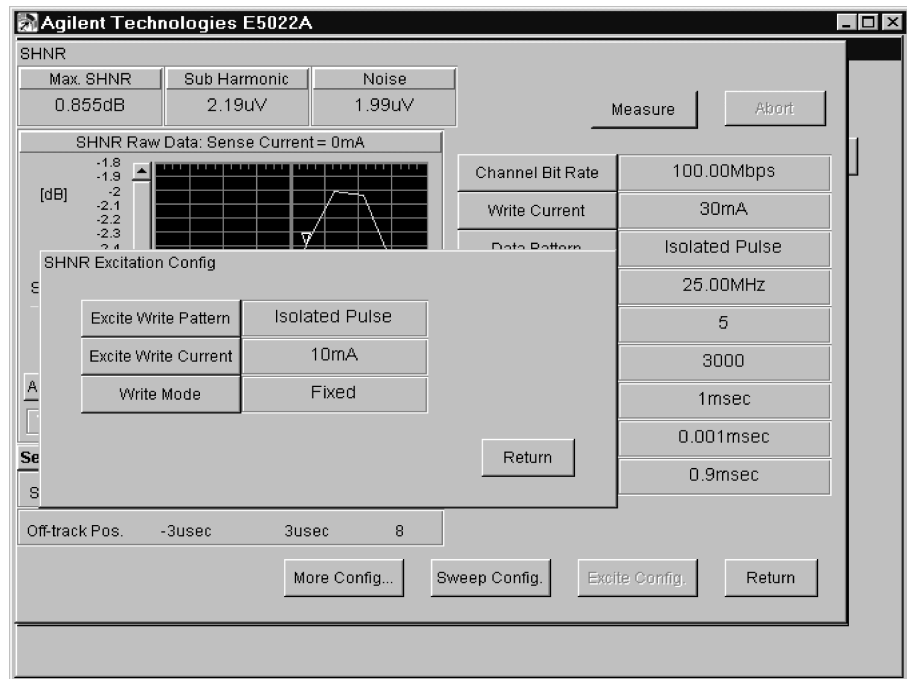 Agilent Technologies E5022A
SHNR
Max. SHNR Sub Harmonic Noise
0.855dB 2.19uV 1.99uV
Measure Abort
SHNR Raw Data: Sense Current = 0mA
[dB]
-1.8
-1.9
-2
-2.1
-2.2
-2.3
Channel Bit Rate 100.00Mbps
Write Current 30mA
Data Pattern Isolated Pulse
25.00MHz
5
3000
1msec
0.001msec
0.9msec
SHNR Excitation Config
Excite Write Pattern Isolated Pulse
Excite Write Current 10mA
Write Mode Fixed
Return
A
Se
S
Off-track Pos. -3usec 3usec 8
More Config... Sweep Config. Excite Config. Return